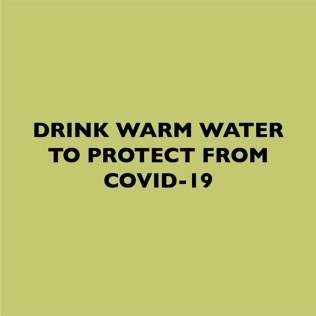 DRINK WARM WATER
TO PROTECT FROM
COVID-19